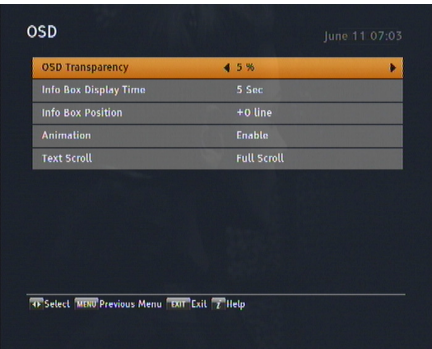 OSD
June 11 07:03
OSD Transparency 5 %
Info Box Display Time 5 Sec
Info Box Position +0 line
Animation Enable
Text Scroll Full Scroll
Select MENU Previous Menu EXIT Exit i Help